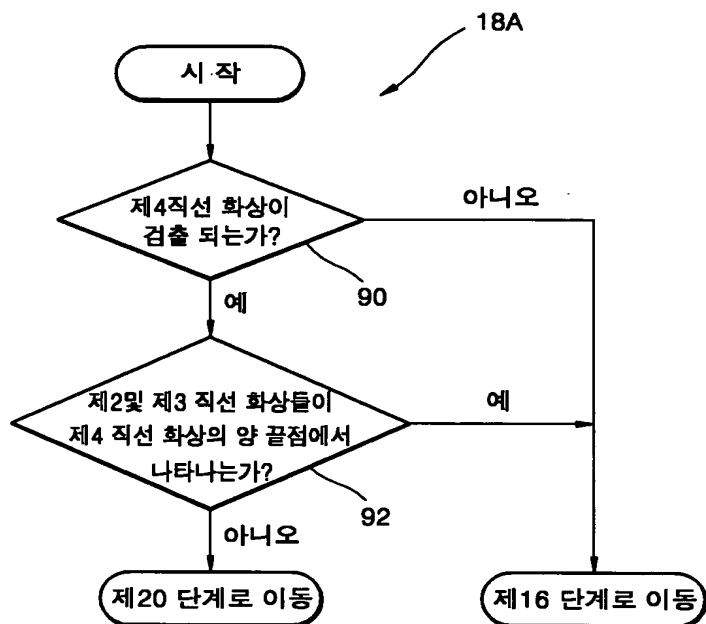 18A
시 작
제4직선 화상이
검출 되는가?
아니오
90
예
제2및 제3 직선 화상들이
제4 직선 화상의 양 끝점에서
나타나는가?
예
92
아니오
제20 단계로 이동
제16 단계로 이동